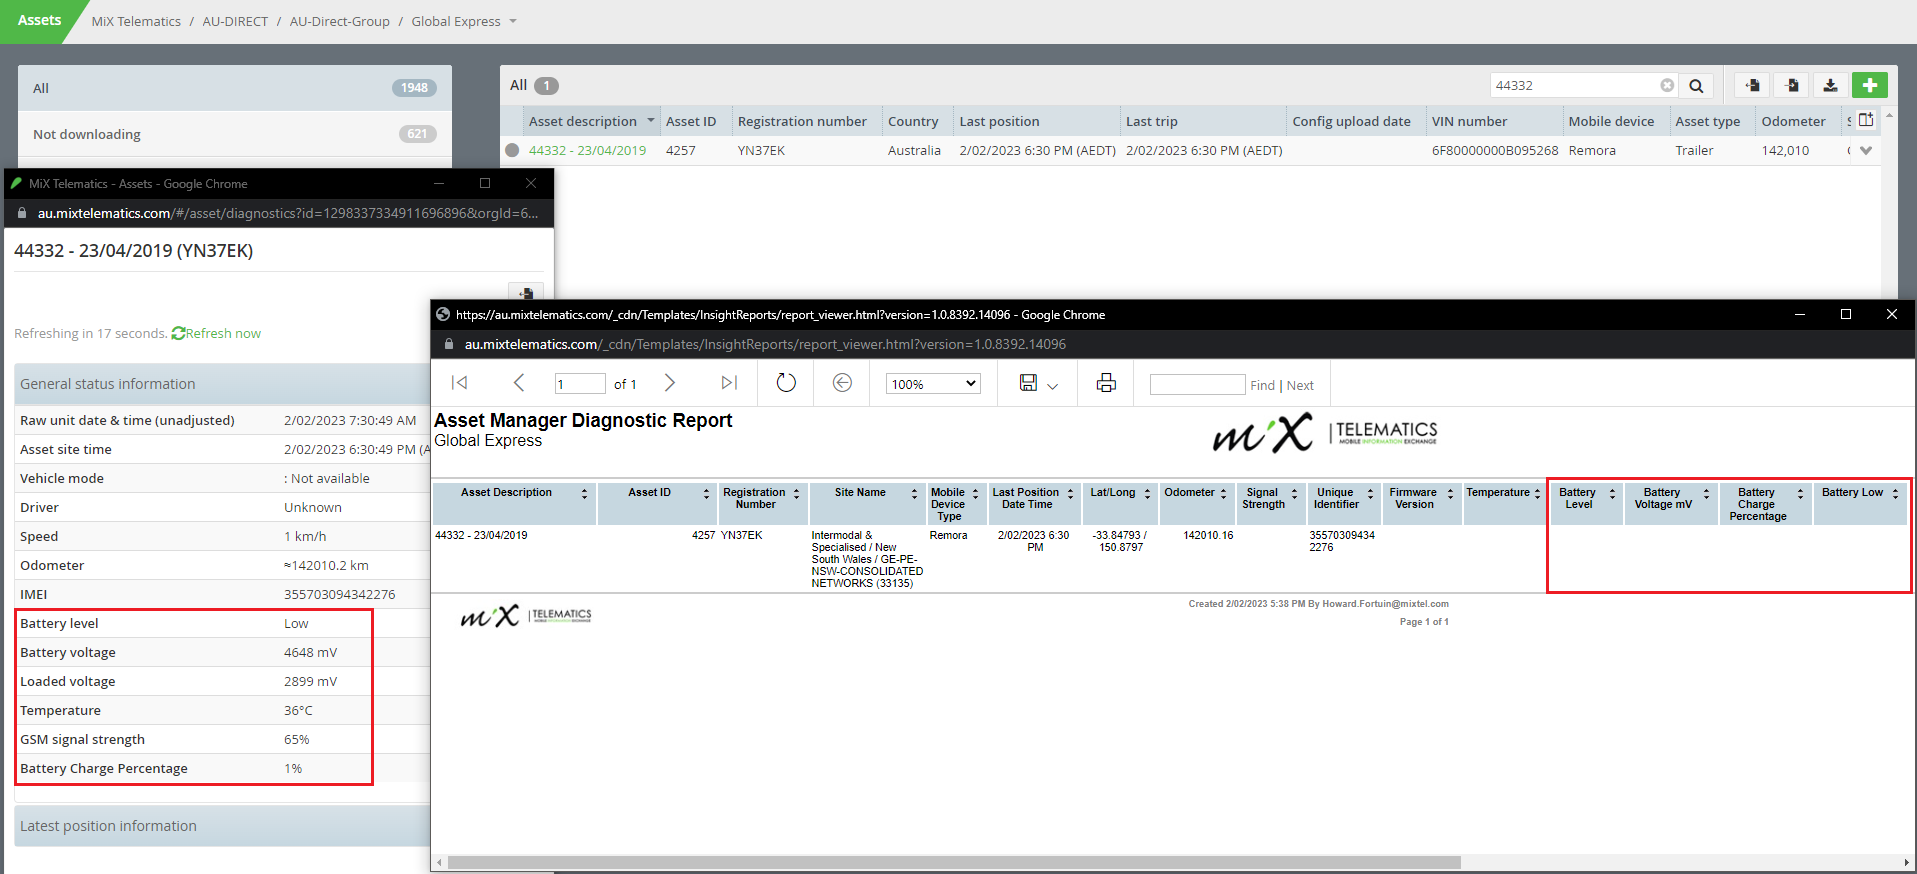 Assets MiX Telematics / AU-DIRECT / AU-Direct-Group / Global Express
All 1948
Not downloading 621
All 1 44332
Asset description Asset ID Registration number Country Last position Last trip Config upload date VIN number Mobile device Asset type Odometer
44332 - 23/04/2019 4257 YN37EK Australia 2/02/2023 6:30 PM (AEDT) 2/02/2023 6:30 PM (AEDT) 6F80000000B095268 Remora Trailer 142,010
MiX Telematics - Assets - Google Chrome
au.mixtelematics.com/#/asset/diagnostics?id=1298337334911696896&orgId=6...
44332 - 23/04/2019 (YN37EK)
Refreshing in 17 seconds. Refresh now
General status information
Raw unit date & time (unadjusted) 2/02/2023 7:30:49 AM
Asset site time 2/02/2023 6:30:49 PM (A
Vehicle mode : Not available
Driver Unknown
Speed 1 km/h
Odometer ≈142010.2 km
IMEI 355703094342276
Battery level Low
Battery voltage 4648 mV
Loaded voltage 2899 mV
Temperature 36°C
GSM signal strength 65%
Battery Charge Percentage 1%
Latest position information
https://au.mixtelematics.com/_cdn/Templates/InsightReports/report_viewer.html?version=1.0.8392.14096 - Google Chrome
au.mixtelematics.com/_cdn/Templates/InsightReports/report_viewer.html?version=1.0.8392.14096
1 of 1 100% Find | Next
Asset Manager Diagnostic Report
Global Express
m'X TELEMATICS
MOBILE INFORMATION EXCHANGE
Asset Description Asset ID Registration Number Site Name Mobile Device Type Last Position Date Time Lat/Long Odometer Signal Strength Unique Identifier Firmware Version Temperature Battery Level Battery Voltage mV Battery Charge Percentage Battery Low
44332 - 23/04/2019 4257 YN37EK Intermodal & Remora 2/02/2023 6:30 -33.84793 / 142010.16 35570309434
Specialised / New PM 150.8797 2276
South Wales / GE-PE-
NSW-CONSOLIDATED
NETWORKS (33135)
m'X TELEMATICS
MOBILE INFORMATION EXCHANGE
Created 2/02/2023 5:38 PM By Howard.Fortuin@mixtel.com
Page 1 of 1